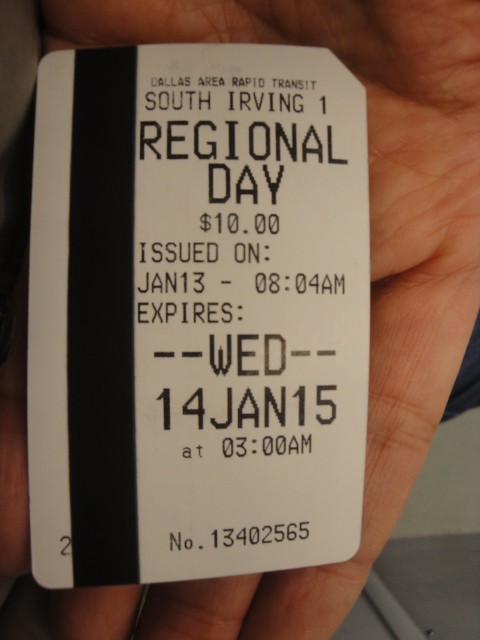 DALLAS AREA RAPID TRANSIT
SOUTH IRVING 1
REGIONAL
DAY
$10.00
ISSUED ON:
JAN13 - 08:04AM
EXPIRES:
--WED--
14JAN15
at 03:00AM
2
No.13402565